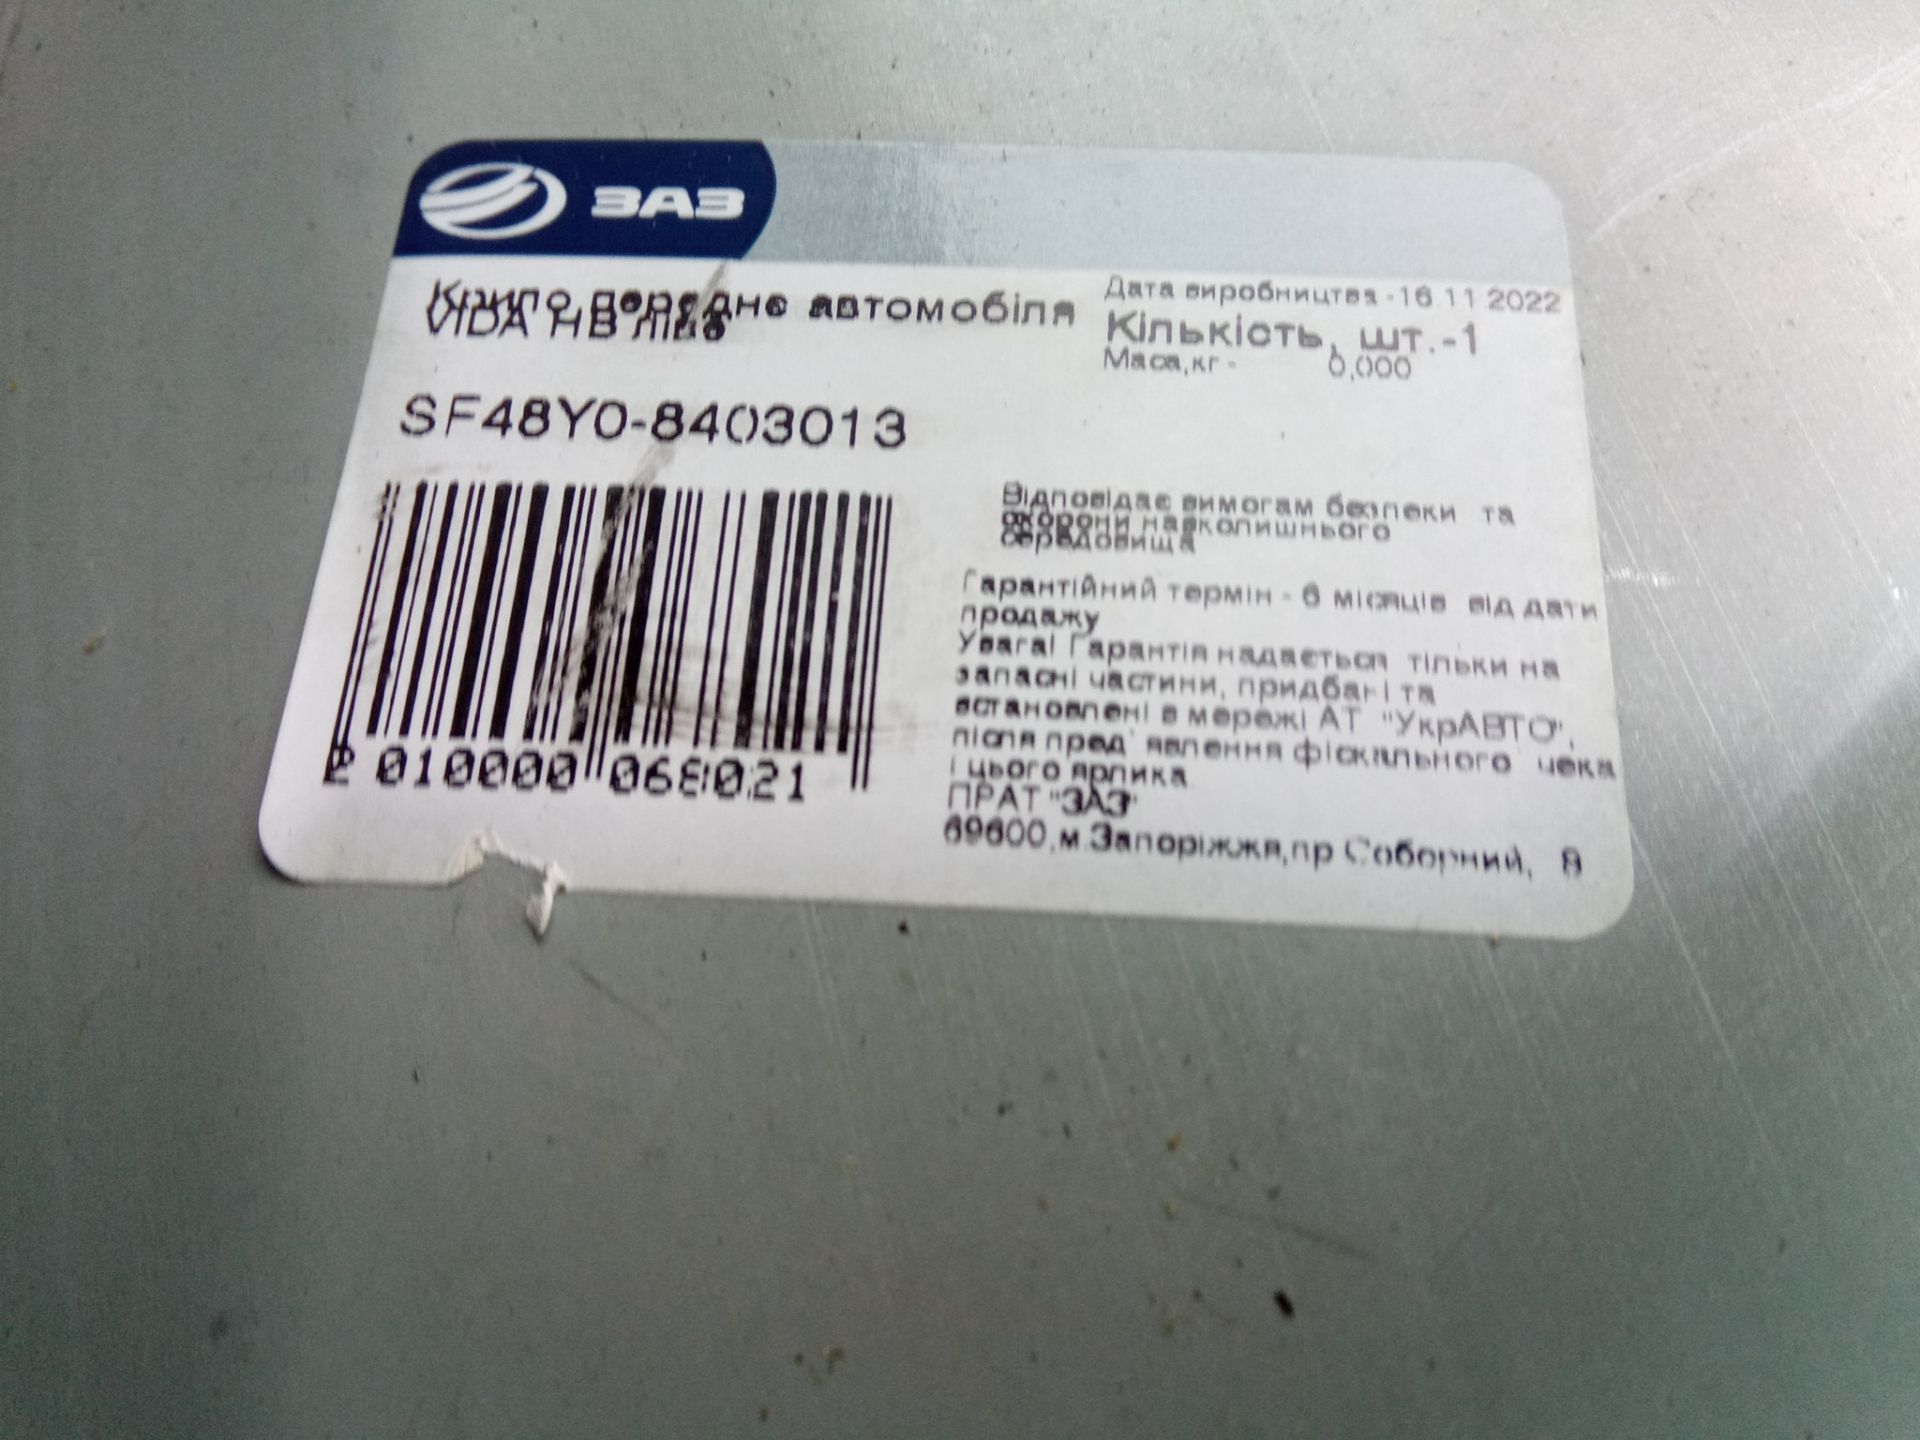 ЗАЗ
Крило переднє автомобіля
VIDA HB ліве
Дата виробництва -16 11 2022
Кількість, шт.-1
Маса,кг - 0,000
SF48Y0-8403013
Відповідає вимогам безпеки та
охорони навколишнього
середовища
Гарантійний термін - 6 місяців від дати
продажу
Увага! Гарантія надається тільки на
запасні частини, придбані та
встановлені в мережі АТ "УкрАВТО",
після пред`явлення фіскального чека
і цього ярлика
ПРАТ "ЗАЗ"
69600,м.Запоріжжя,пр Соборний, 8
2 010000 068021